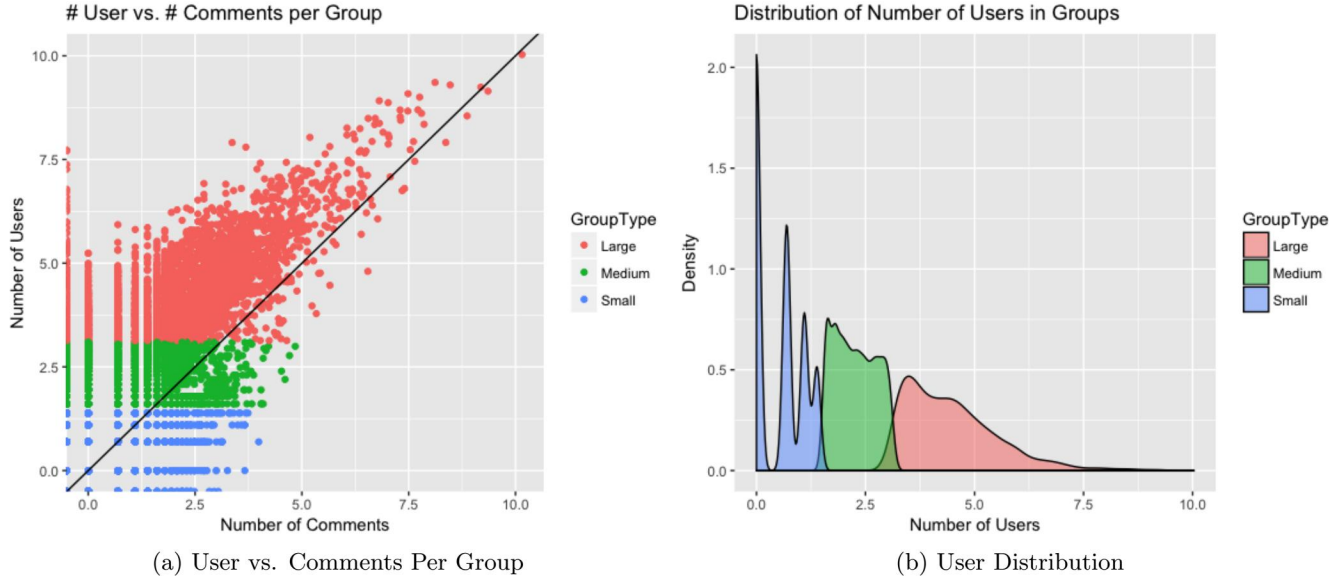 # User vs. # Comments per Group
10.0
7.5
5.0
2.5
0.0
Number of Users
0.0 2.5 5.0 7.5 10.0
Number of Comments
GroupType
Large
Medium
Small
(a) User vs. Comments Per Group
Distribution of Number of Users in Groups
2.0
1.5
1.0
0.5
0.0
Density
0.0 2.5 5.0 7.5 10.0
Number of Users
GroupType
Large
Medium
Small
(b) User Distribution